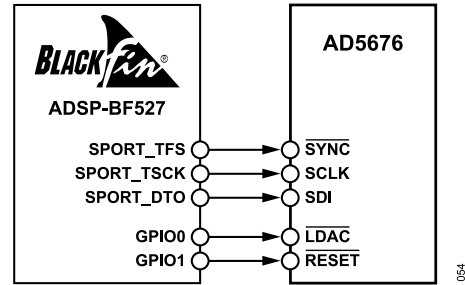 BLACKfin®
ADSP-BF527
SPORT_TFS
SPORT_TSCK
SPORT_DTO
GPIO0
GPIO1
AD5676
SYNC
SCLK
SDI
LDAC
RESET
054